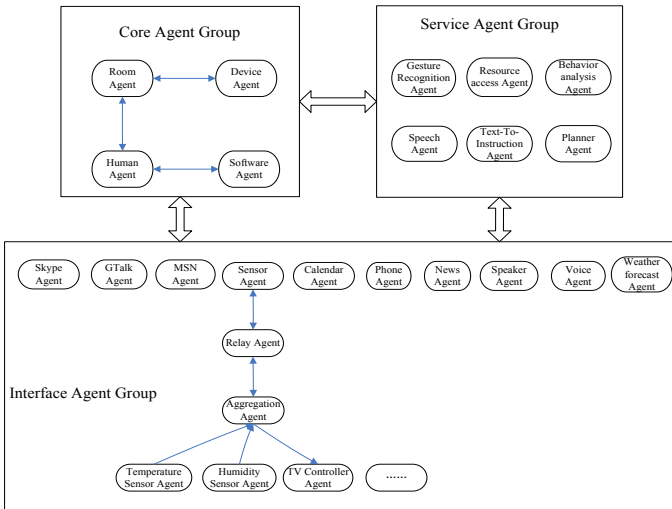 Core Agent Group
Room
Agent
Device
Agent
Human
Agent
Software
Agent
Service Agent Group
Gesture
Recognition
Agent
Resource
access Agent
Behavior
analysis
Agent
Speech
Agent
Text-To-
Instruction
Agent
Planner
Agent
Skype
Agent
GTalk
Agent
MSN
Agent
Sensor
Agent
Calendar
Agent
Phone
Agent
News
Agent
Speaker
Agent
Voice
Agent
Weather
forecast
Agent
Relay Agent
Interface Agent Group
Aggregation
Agent
Temperature
Sensor Agent
Humidity
Sensor Agent
TV Controller
Agent
......